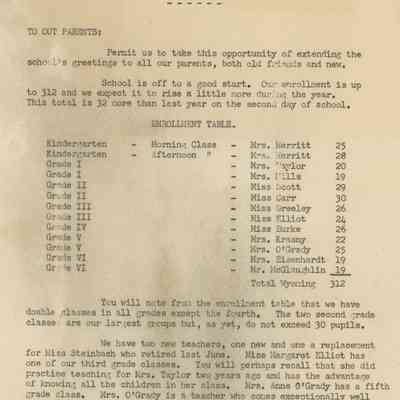 - - - - - -
TO OUT PARENTS:
Permit us to take this opportunity of extending the
school's greetings to all our parents, both old friends and new.
School is off to a good start. Our enrollment is up
to 312 and we expect it to rise a little more during the year.
This total is 32 more than last year on the second day of school.
ENROLLMENT TABLE.
Kindergarten - Morning Class - Mrs. Merritt 25
Kindergarten - Afternoon " - Mrs. Merritt 28
Grade I - Mrs. Taylor 20
Grade I - Mrs. Mills 19
Grade II - Miss Scott 29
Grade II - Miss Carr 30
Grade III - Miss Greeley 26
Grade III - Miss Elliot 24
Grade IV - Miss Burke 26
Grade V - Mrs. Krasny 22
Grade V - Mrs. O'Grady 25
Grade VI - Mrs. Eisenhardt 19
Grade VI - Mr. McGloughlin 19
Total Wyoming 312
You will note from the enrollment table that we have
double classes in all grades except the fourth. The two second grade
classes are our largest groups but, as yet, do not exceed 30 pupils.
We have two new teachers, one new and one a replacement
for Miss Steinbach who retired last June. Miss Margaret Elliot has
one of our third grade classes. You will perhaps recall that she did
practice teaching for Mrs. Taylor two years ago and has the advantage
of knowing all the children in her class. Mrs. Anne O'Grady has a fifth
grade class. Mrs. O'Grady is a teacher who comes exceptionally well